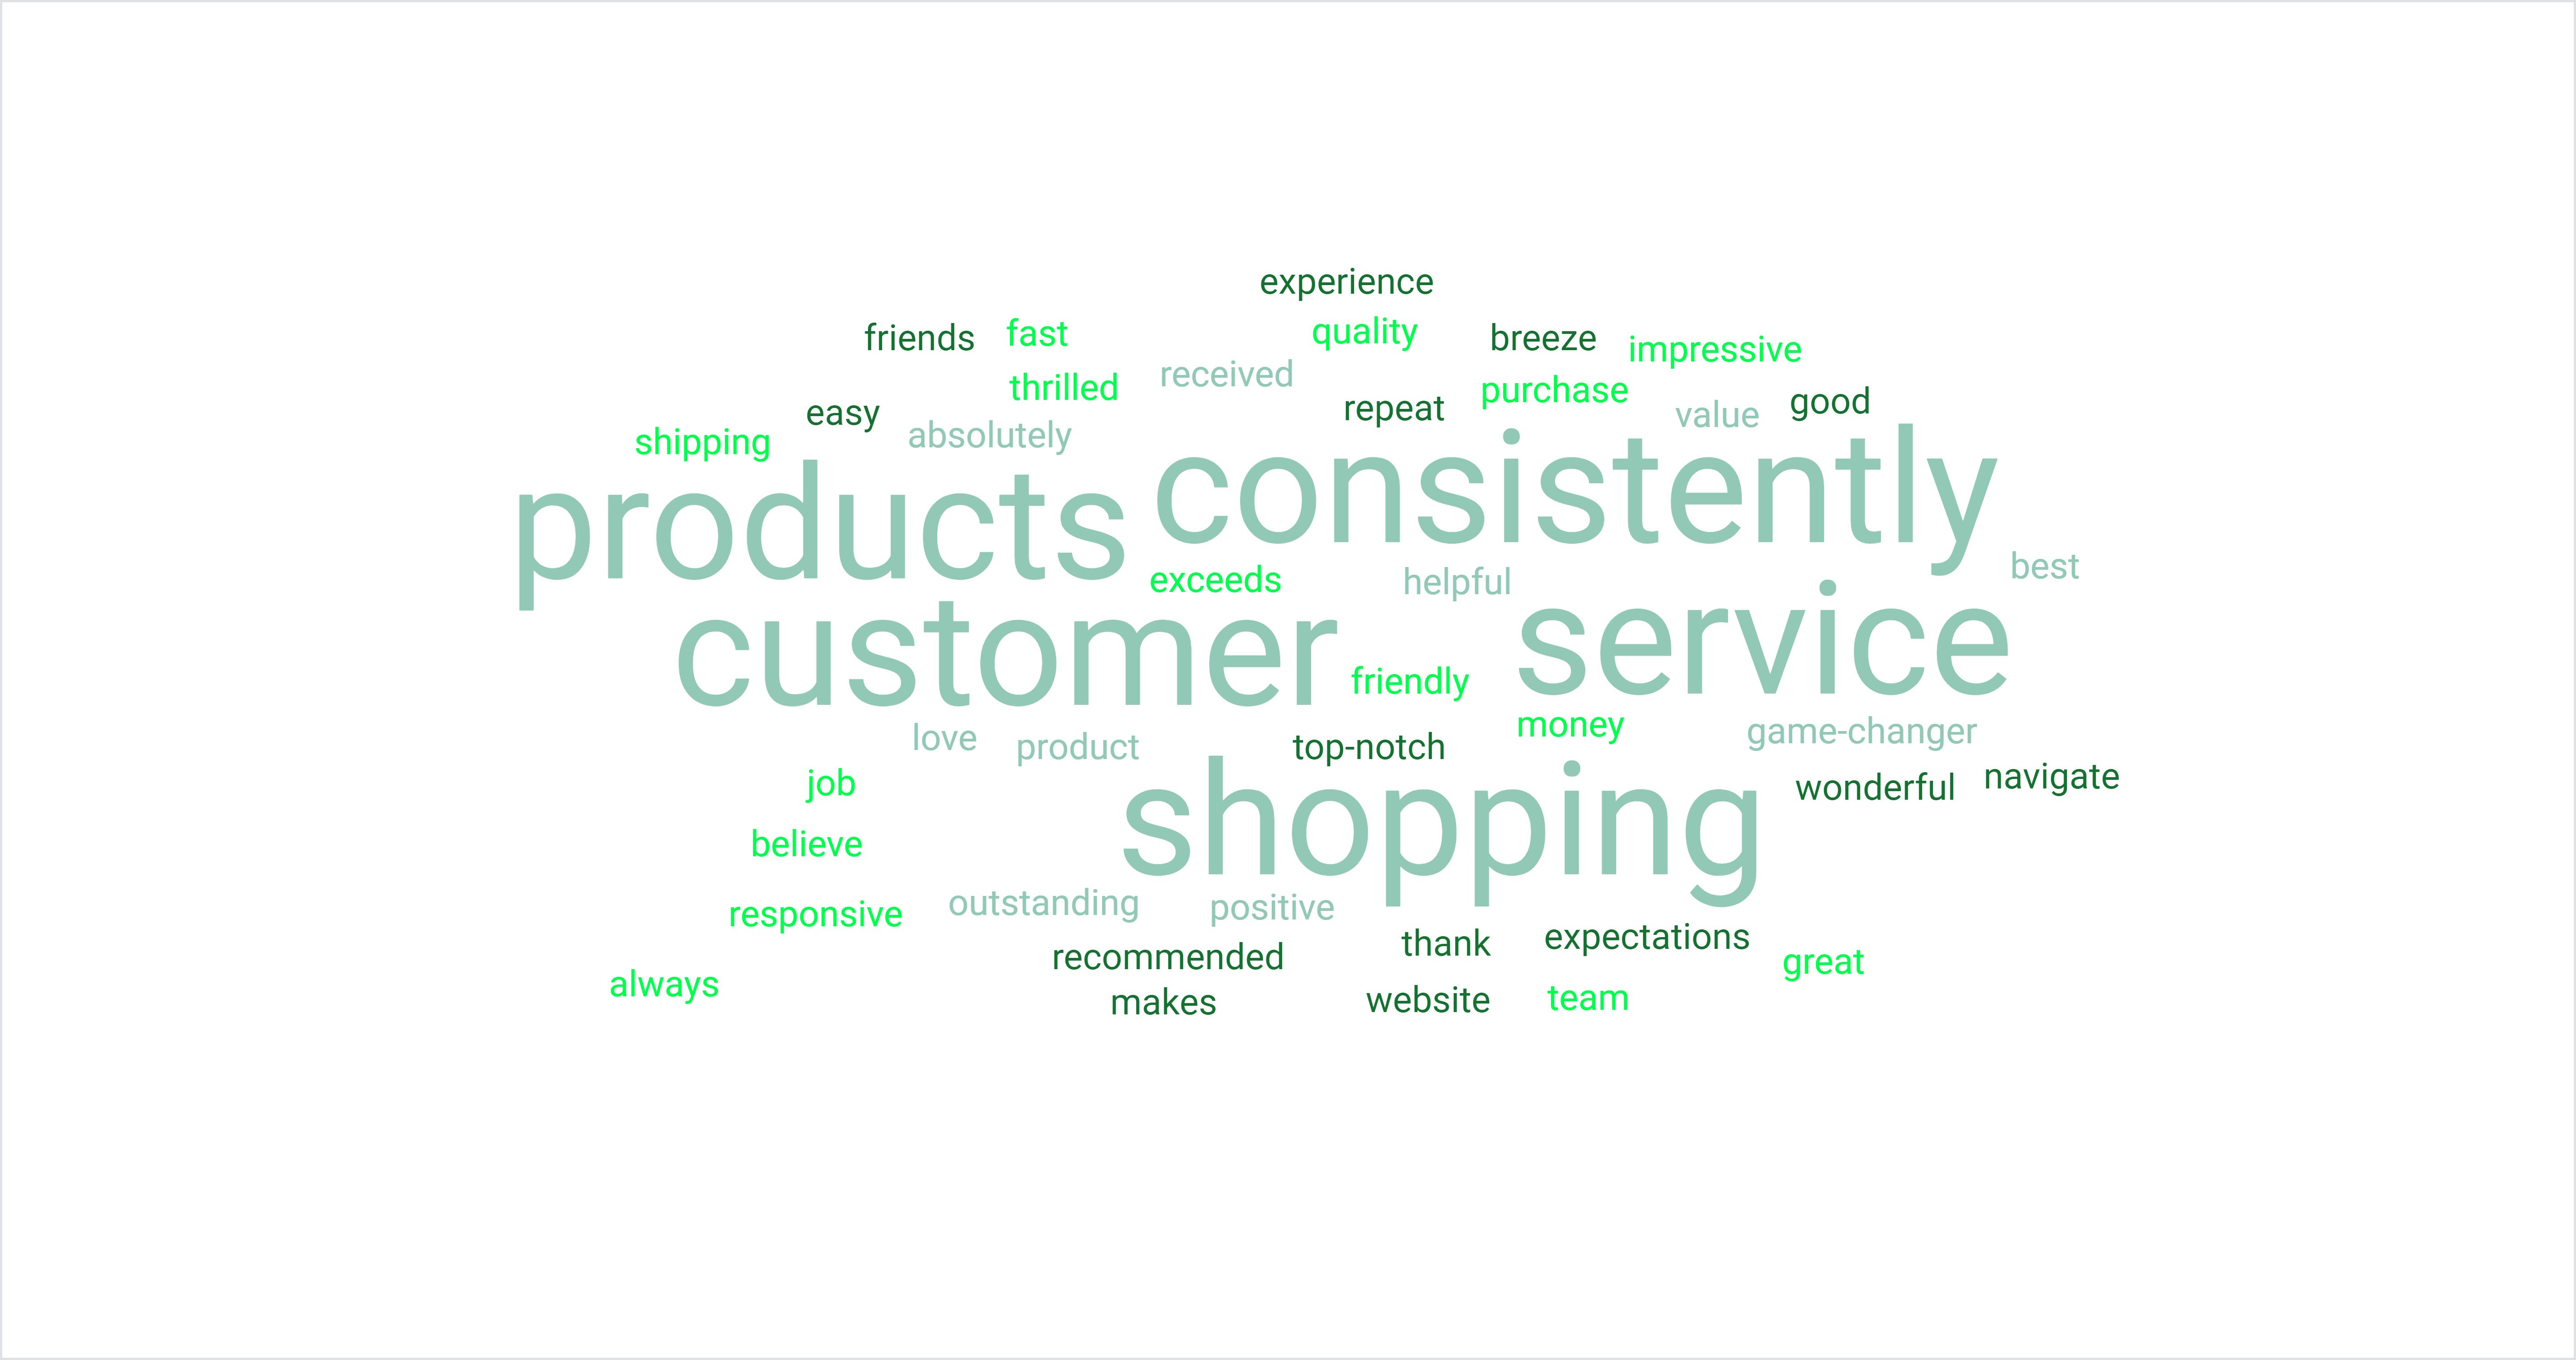 experience
friends fast quality breeze impressive
thrilled received repeat purchase value good
shipping easy absolutely
products consistently
exceeds helpful best
customer friendly service
love product top-notch money game-changer
job shopping wonderful navigate
believe
responsive outstanding positive
recommended thank expectations great
always makes website team